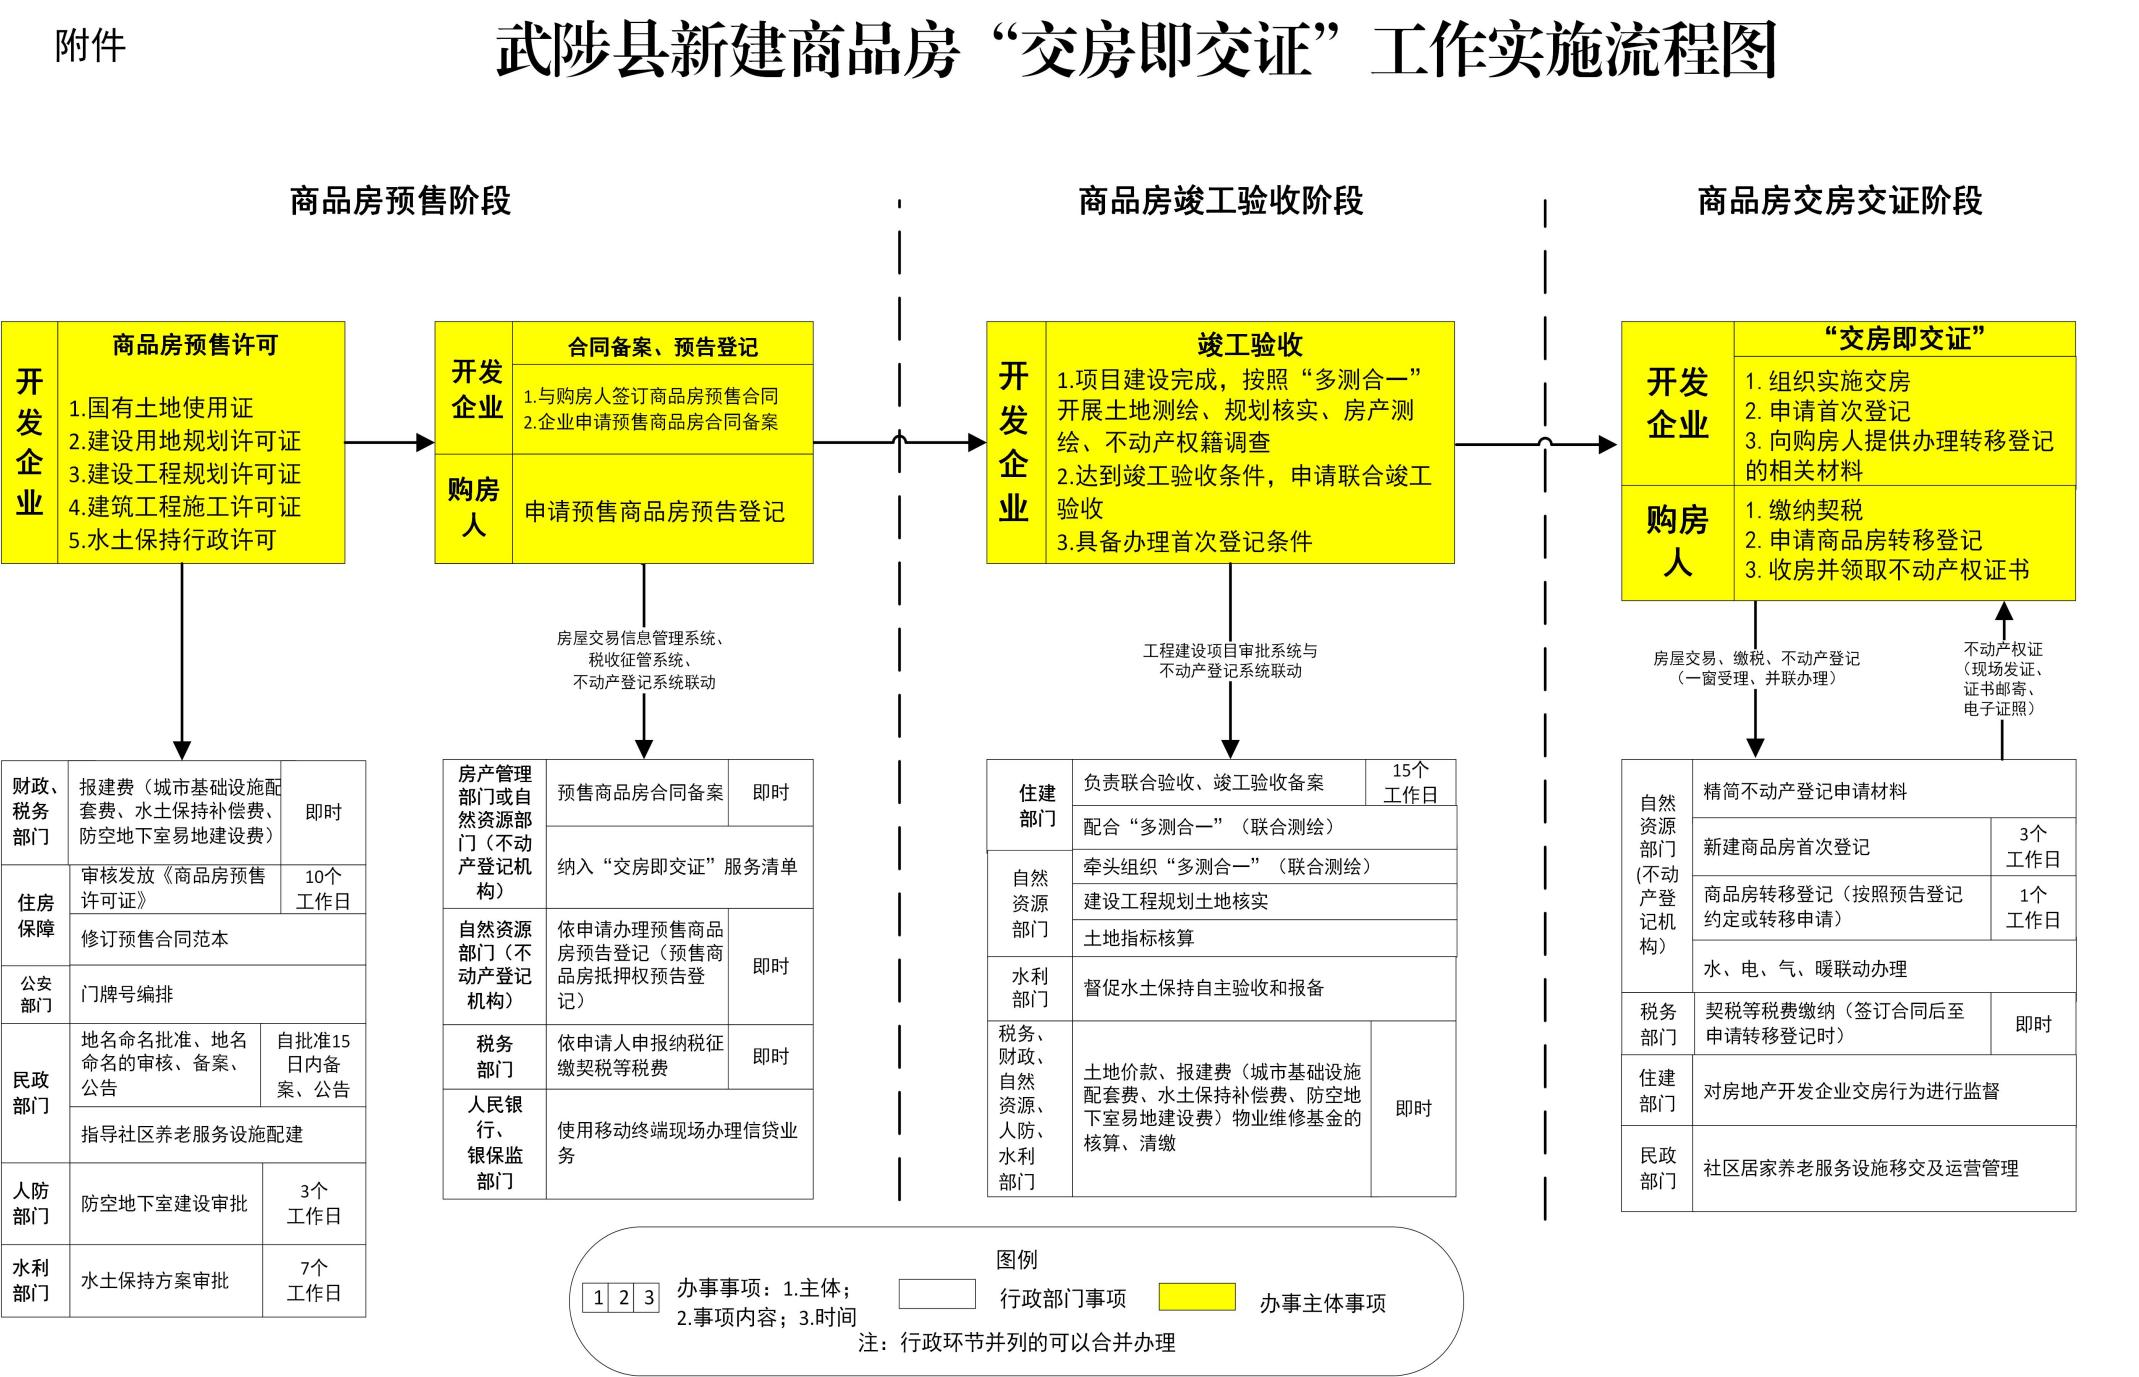 附件
武陟县新建商品房“交房即交证”工作实施流程图
商品房预售阶段
商品房竣工验收阶段
商品房交房交证阶段
开
发
企
业
商品房预售许可
1.国有土地使用证
2.建设用地规划许可证
3.建设工程规划许可证
4.建筑工程施工许可证
5.水土保持行政许可
开发
企业
合同备案、预告登记
1.与购房人签订商品房预售合同
2.企业申请预售商品房合同备案
购房
人
申请预售商品房预告登记
开
发
企
业
竣工验收
1.项目建设完成，按照“多测合一”
开展土地测绘、规划核实、房产测
绘、不动产权籍调查
2.达到竣工验收条件，申请联合竣工
验收
3.具备办理首次登记条件
开发
企业
“交房即交证”
1. 组织实施交房
2. 申请首次登记
3. 向购房人提供办理转移登记
的相关材料
购房
人
1. 缴纳契税
2. 申请商品房转移登记
3. 收房并领取不动产权证书
房屋交易信息管理系统、
税收征管系统、
不动产登记系统联动
工程建设项目审批系统与
不动产登记系统联动
房屋交易、缴税、不动产登记
（一窗受理、并联办理）
不动产权证
（现场发证、
证书邮寄、
电子证照）
财政、
税务
部门
报建费（城市基础设施配
套费、水土保持补偿费、
防空地下室易地建设费）
即时
住房
保障
审核发放《商品房预售
许可证》
10个
工作日
修订预售合同范本
公安
部门
门牌号编排
民政
部门
地名命名批准、地名
命名的审核、备案、
公告
自批准15
日内备
案、公告
指导社区养老服务设施配建
人防
部门
防空地下室建设审批
3个
工作日
水利
部门
水土保持方案审批
7个
工作日
房产管理
部门或自
然资源部
门（不动
产登记机
构）
预售商品房合同备案
即时
纳入“交房即交证”服务清单
自然资源
部门（不
动产登记
机构）
依申请办理预售商品
房预告登记（预售商
品房抵押权预告登
记）
即时
税务
部门
依申请人申报纳税征
缴契税等税费
即时
人民银
行、
银保监
部门
使用移动终端现场办理信贷业
务
住建
部门
负责联合验收、竣工验收备案
15个
工作日
配合“多测合一”（联合测绘）
自然
资源
部门
牵头组织“多测合一”（联合测绘）
建设工程规划土地核实
土地指标核算
水利
部门
督促水土保持自主验收和报备
税务、
财政、
自然
资源、
人防、
水利
部门
土地价款、报建费（城市基础设施
配套费、水土保持补偿费、防空地
下室易地建设费）物业维修基金的
核算、清缴
即时
自然
资源
部门
(不动
产登
记机
构）
精简不动产登记申请材料
新建商品房首次登记
3个
工作日
商品房转移登记（按照预告登记
约定或转移申请）
1个
工作日
水、电、气、暖联动办理
税务
部门
契税等税费缴纳（签订合同后至
申请转移登记时）
即时
住建
部门
对房地产开发企业交房行为进行监督
民政
部门
社区居家养老服务设施移交及运营管理
图例
1 2 3
办事事项：1.主体；
2.事项内容；3.时间
行政部门事项
办事主体事项
注：行政环节并列的可以合并办理